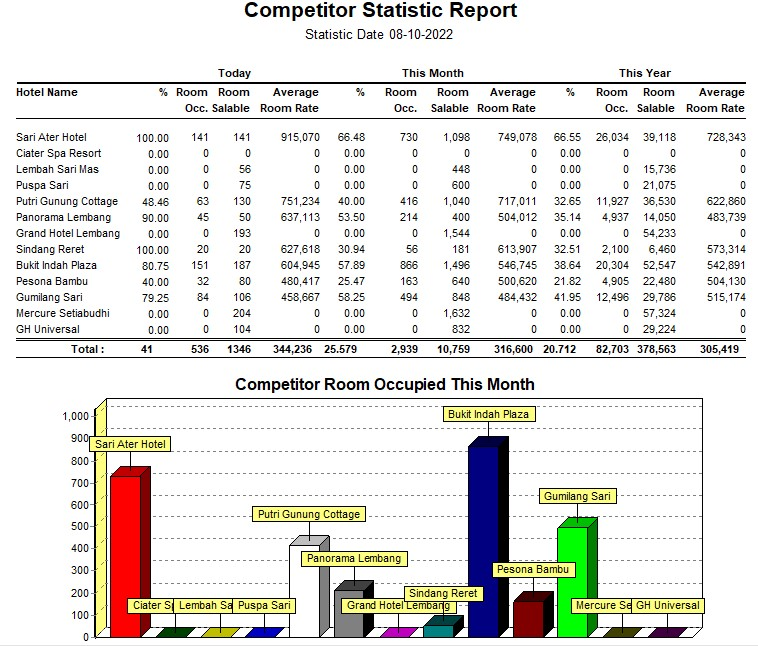 Competitor Statistic Report
Statistic Date 08-10-2022
Today This Month This Year
Hotel Name % Room Room Average % Room Room Average % Room Room Average
Occ. Salable Room Rate Occ. Salable Room Rate Occ. Salable Room Rate
Sari Ater Hotel 100.00 141 141 915,070 66.48 730 1,098 749,078 66.55 26,034 39,118 728,343
Ciater Spa Resort 0.00 0 0 0 0.00 0 0 0 0.00 0 0 0
Lembah Sari Mas 0.00 0 56 0 0.00 0 448 0 0.00 0 15,736 0
Puspa Sari 0.00 0 75 0 0.00 0 600 0 0.00 0 21,075 0
Putri Gunung Cottage 48.46 63 130 751,234 40.00 416 1,040 717,011 32.65 11,927 36,530 622,860
Panorama Lembang 90.00 45 50 637,113 53.50 214 400 504,012 35.14 4,937 14,050 483,739
Grand Hotel Lembang 0.00 0 193 0 0.00 0 1,544 0 0.00 0 54,233 0
Sindang Reret 100.00 20 20 627,618 30.94 56 181 613,907 32.51 2,100 6,460 573,314
Bukit Indah Plaza 80.75 151 187 604,945 57.89 866 1,496 546,745 38.64 20,304 52,547 542,891
Pesona Bambu 40.00 32 80 480,417 25.47 163 640 500,620 21.82 4,905 22,480 504,130
Gumilang Sari 79.25 84 106 458,667 58.25 494 848 484,432 41.95 12,496 29,786 515,174
Mercure Setiabudhi 0.00 0 204 0 0.00 0 1,632 0 0.00 0 57,324 0
GH Universal 0.00 0 104 0 0.00 0 832 0 0.00 0 29,224 0
Total : 41 536 1346 344,236 25.579 2,939 10,759 316,600 20.712 82,703 378,563 305,419
Competitor Room Occupied This Month
Bukit Indah Plaza
1,000
900
Sari Ater Hotel
800
700
Gumilang Sari
600
Putri Gunung Cottage
500
400
Panorama Lembang
300
Pesona Bambu
200
Sindang Reret
Ciater Sp Lembah Sa Puspa Sari Grand Hotel Lembang Mercure Se GH Universal
100
0